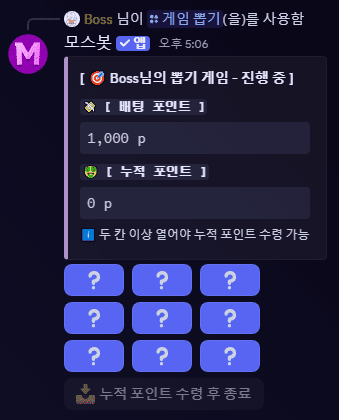 Boss 님이 게임 뽑기(을)를 사용함
모스봇 ✓ 앱 오후 5:06
M
[ 🎯 Boss님의 뽑기 게임 - 진행 중 ]
💸 [ 배팅 포인트 ]
1,000 p
🤑 [ 누적 포인트 ]
0 p
ℹ️ 두 칸 이상 열어야 누적 포인트 수령 가능
? ? ?
? ? ?
? ? ?
📥 누적 포인트 수령 후 종료